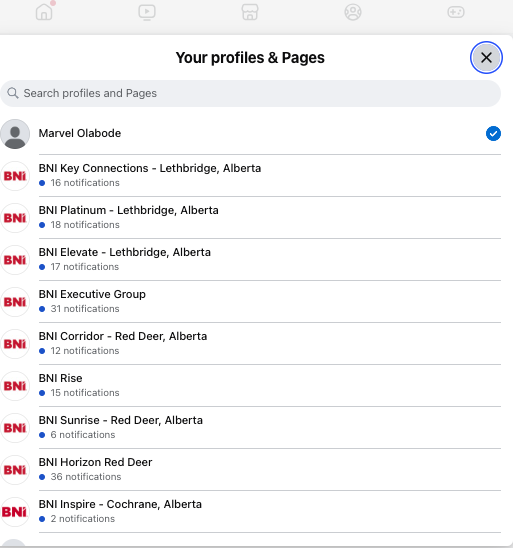 Your profiles & Pages
Search profiles and Pages
Marvel Olabode
BNI
BNI Key Connections - Lethbridge, Alberta
16 notifications
BNI
BNI Platinum - Lethbridge, Alberta
18 notifications
BNI
BNI Elevate - Lethbridge, Alberta
17 notifications
BNI
BNI Executive Group
31 notifications
BNI
BNI Corridor - Red Deer, Alberta
12 notifications
BNI
BNI Rise
15 notifications
BNI
BNI Sunrise - Red Deer, Alberta
6 notifications
BNI
BNI Horizon Red Deer
36 notifications
BNI
BNI Inspire - Cochrane, Alberta
2 notifications